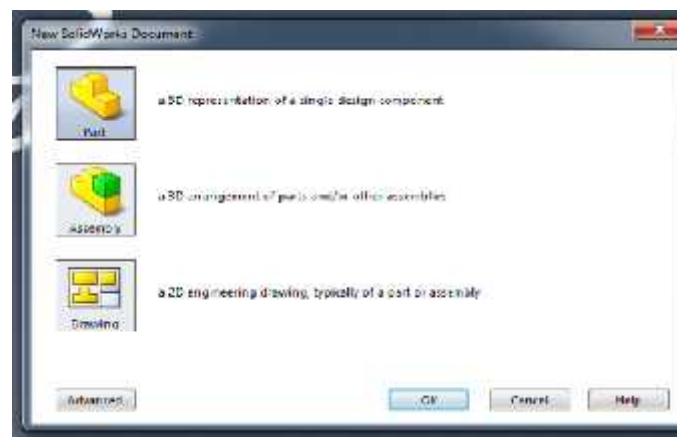 New SolidWorks Document
a 3D representation of a single design component
Part
a 3D arrangement of parts and/or other assemblies
Assembly
a 2D engineering drawing, typically of a part or assembly
Drawing
Advanced
OK
Cancel
Help